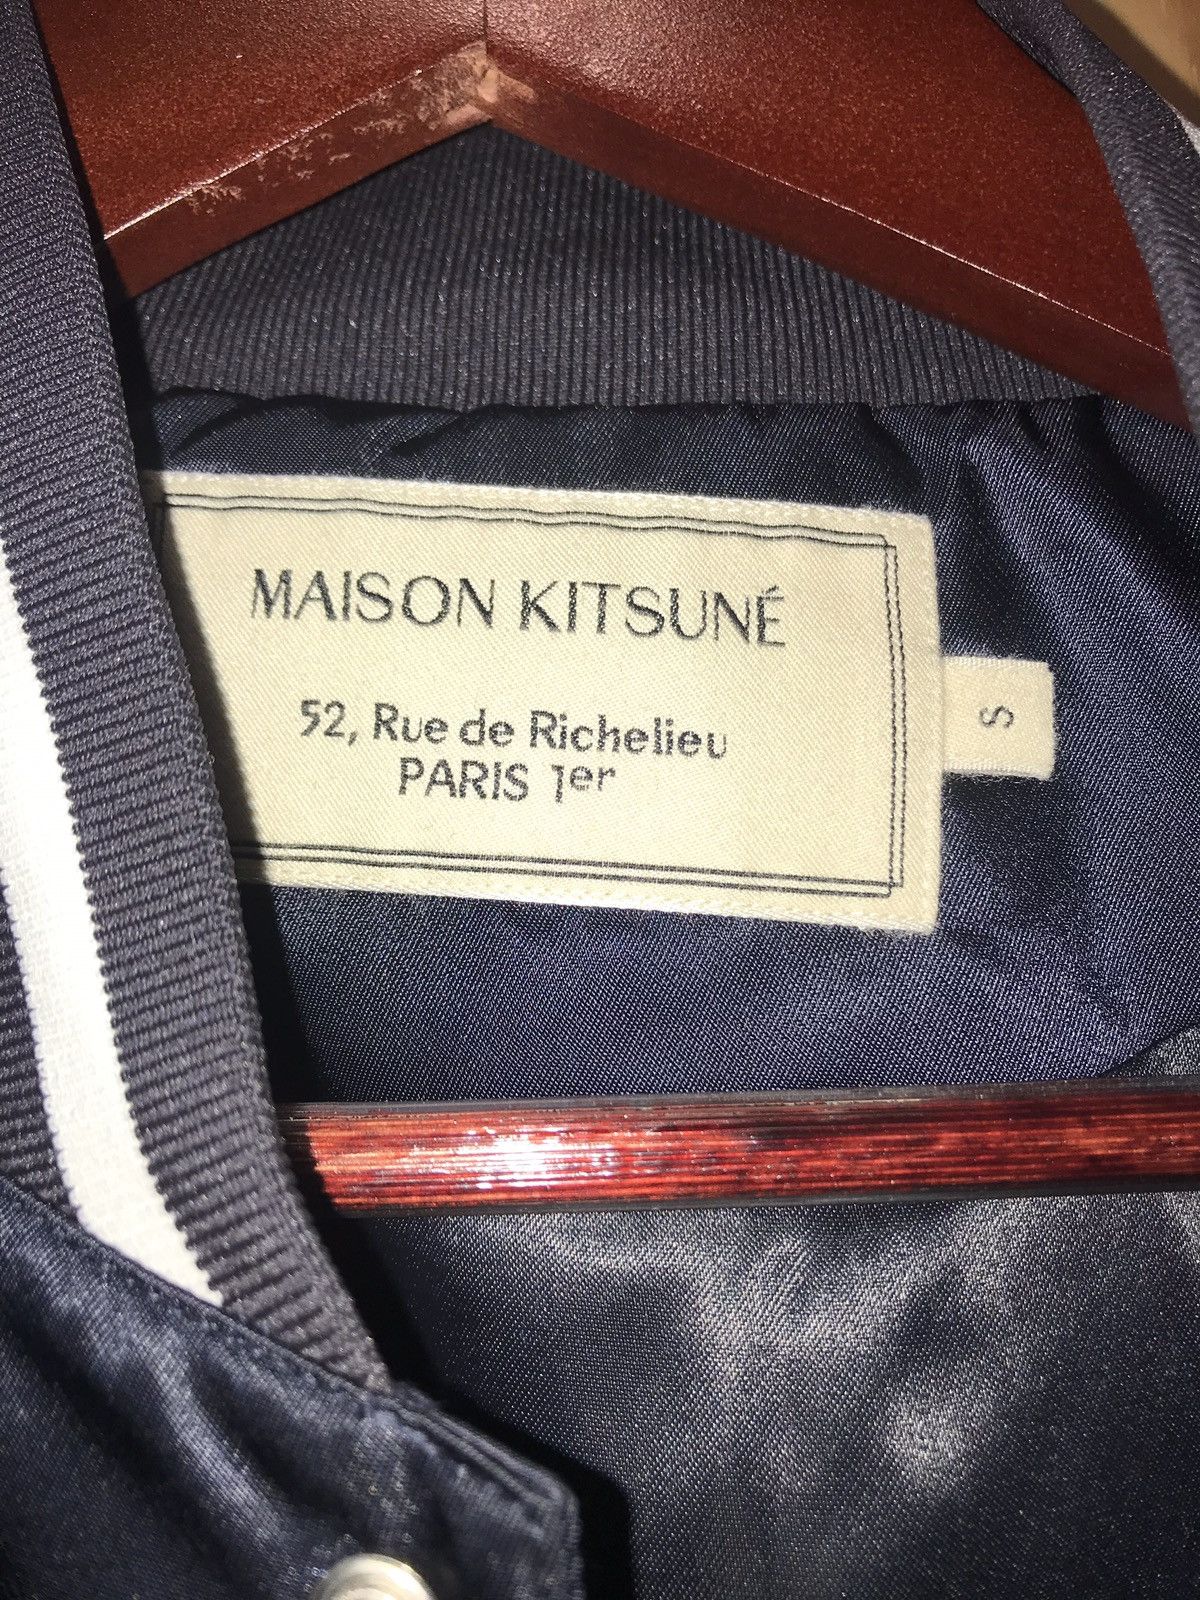 MAISON KITSUNÉ
52, Rue de Richelieu
PARIS 1er
S